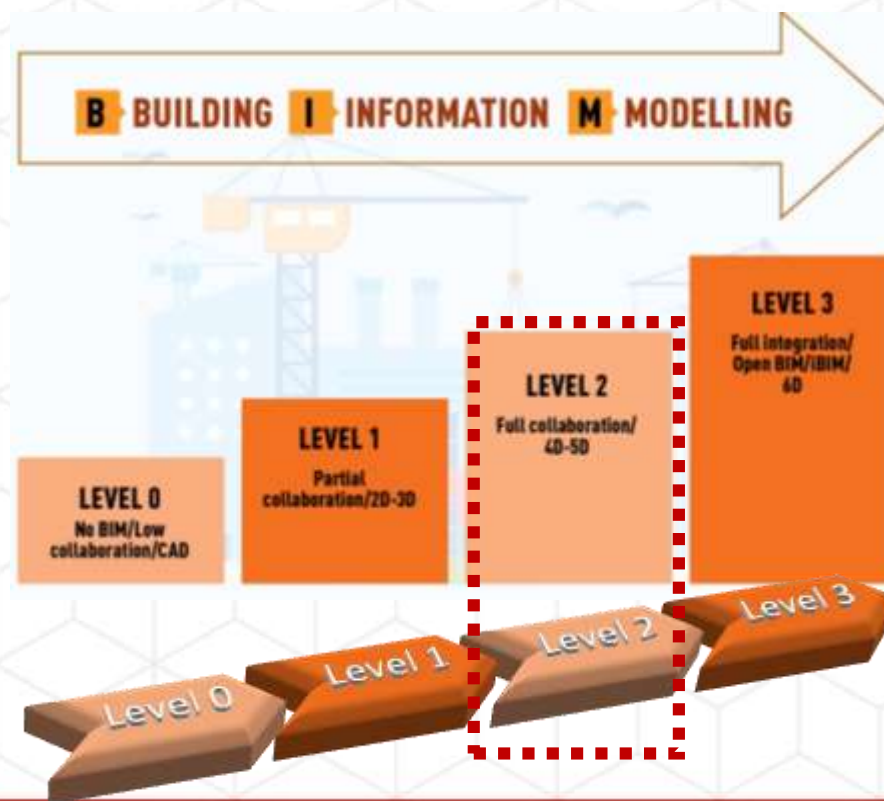 B BUILDING I INFORMATION M MODELLING
LEVEL 0
No BIM/Low
collaboration/CAD
LEVEL 1
Partial
collaboration/2D-3D
LEVEL 2
Full collaboration/
4D-5D
LEVEL 3
Full integration/
Open BIM/iBIM/
6D
Level 0
Level 1
Level 2
Level 3